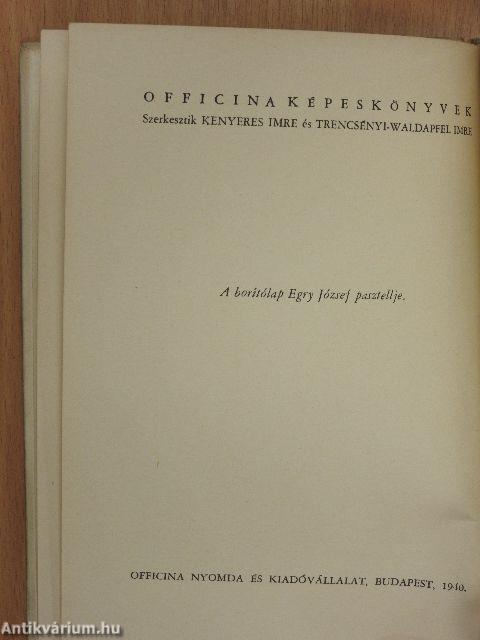 OFFICINA KÉPESKÖNYVEK
Szerkesztik KENYERES IMRE és TRENCSÉNYI-WALDAPFEL IMRE
A borítólap Egry József pasztellje.
OFFICINA NYOMDA ÉS KIADÓVÁLLALAT, BUDAPEST, 1940.
Antikvárium.hu